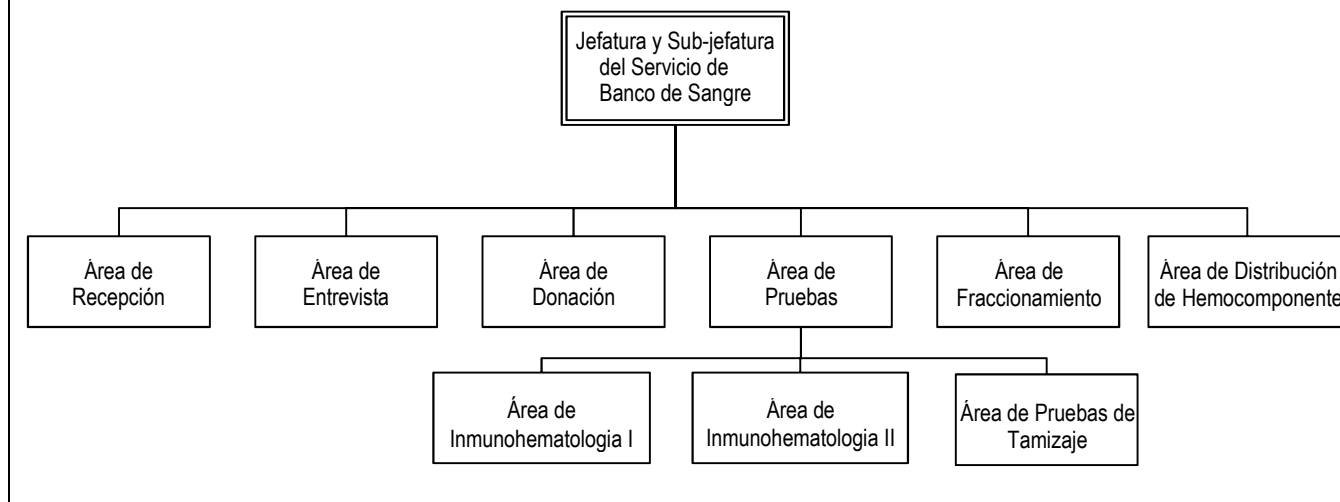 Jefatura y Sub-jefatura
del Servicio de
Banco de Sangre
Área de
Recepción
Área de
Entrevista
Área de
Donación
Área de
Pruebas
Área de
Fraccionamiento
Área de Distribución
de Hemocomponente
Área de
Inmunohematologia I
Área de
Inmunohematologia II
Área de Pruebas de
Tamizaje